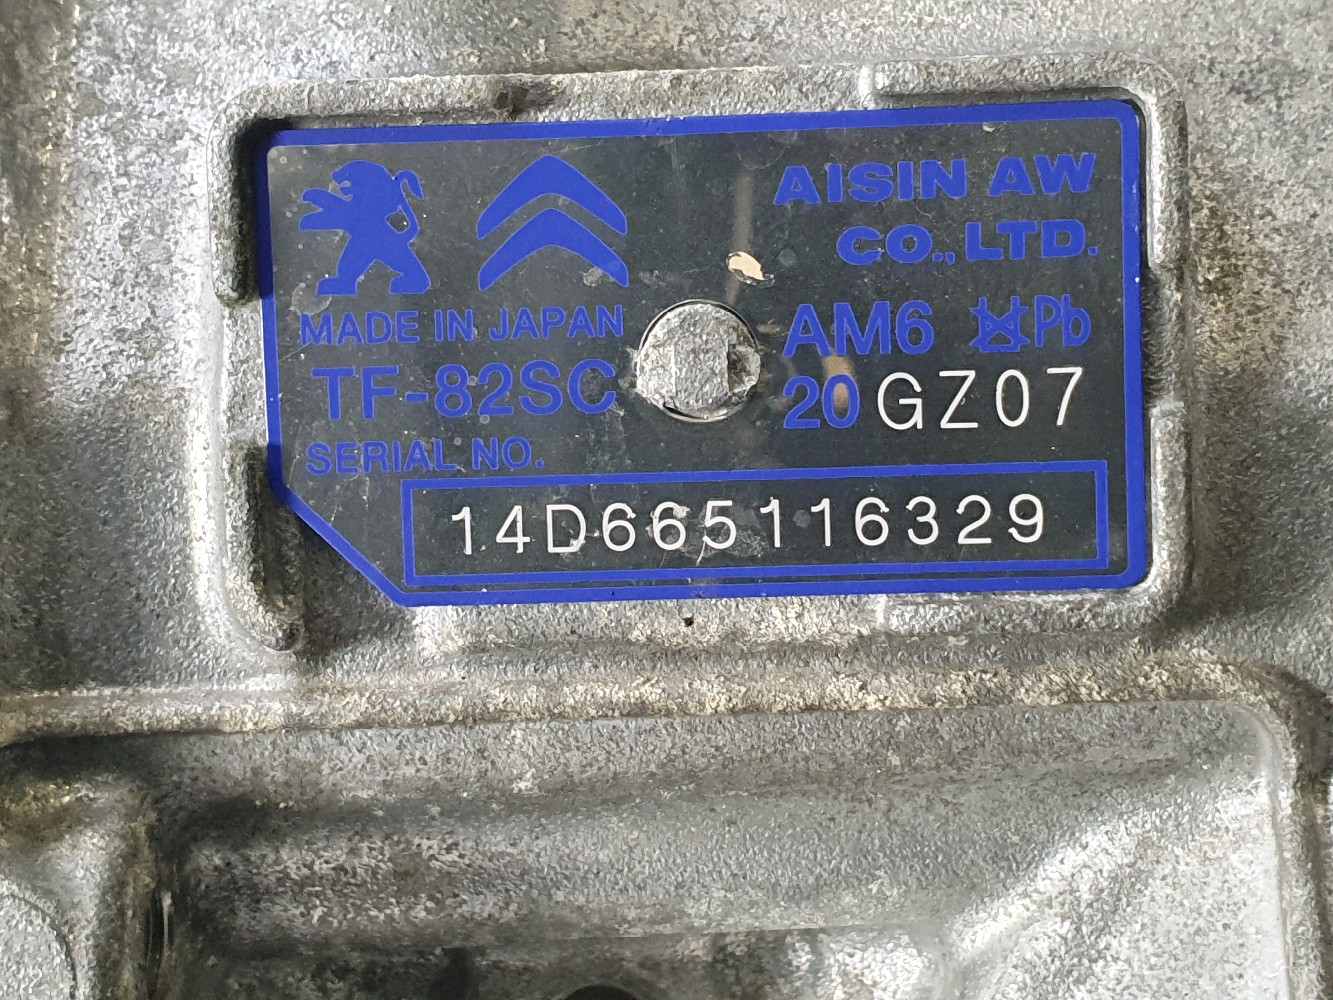 AISIN AW
CO.,LTD.
MADE IN JAPAN
AM6 Pb
TF-82SC
20GZ07
SERIAL NO.
14D665116329